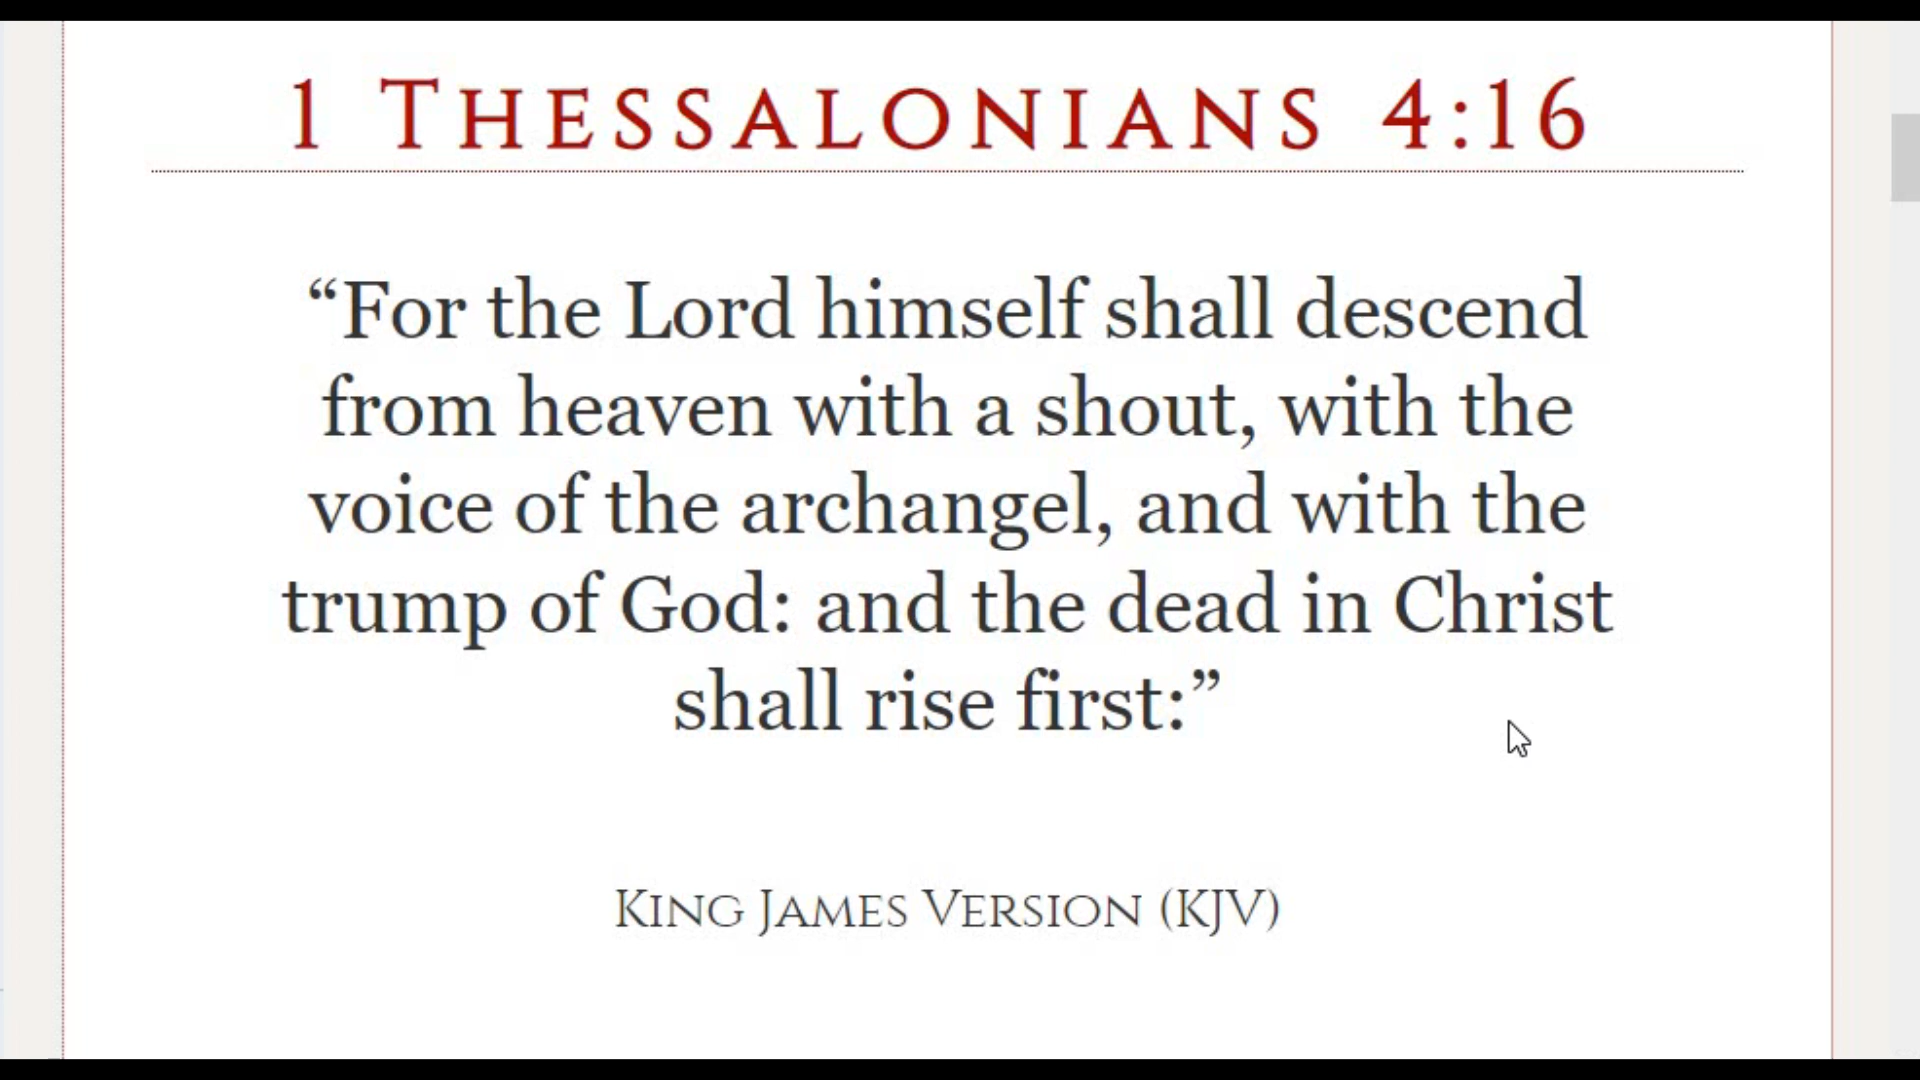 1 Thessalonians 4:16
“For the Lord himself shall descend
from heaven with a shout, with the
voice of the archangel, and with the
trump of God: and the dead in Christ
shall rise first:”
King James Version (KJV)